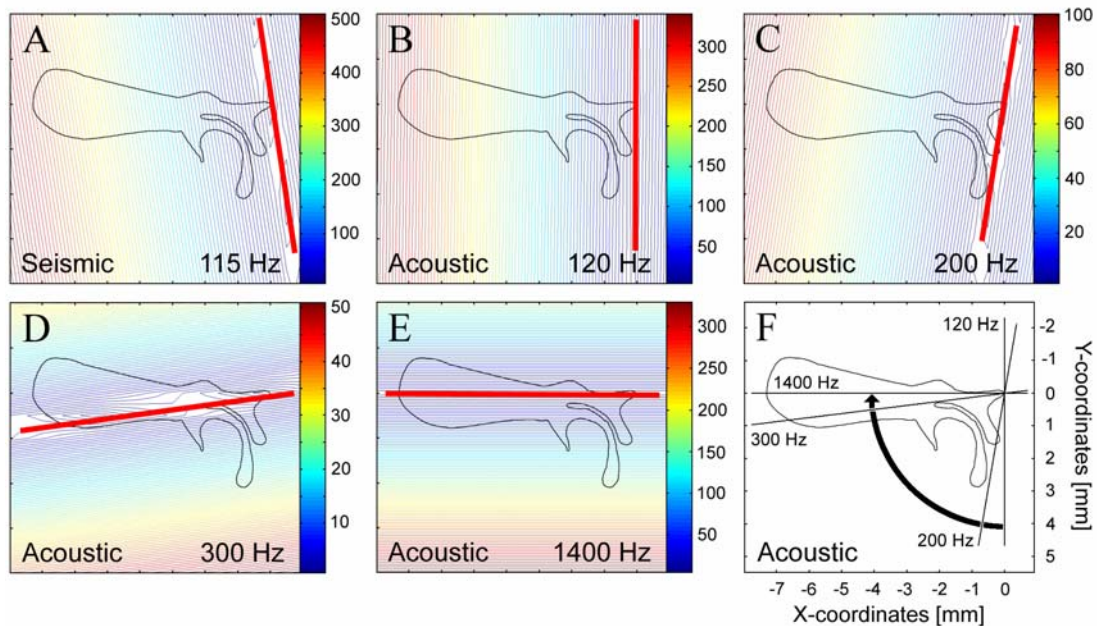 A
Seismic 115 Hz
500
400
300
200
100
B
Acoustic 120 Hz
300
250
200
150
100
50
C
Acoustic 200 Hz
100
80
60
40
20
D
Acoustic 300 Hz
50
40
30
20
10
E
Acoustic 1400 Hz
300
250
200
150
100
50
F
120 Hz
1400 Hz
300 Hz
200 Hz
Acoustic
-2
-1
0
1
2
3
4
5
Y-coordinates [mm]
-7 -6 -5 -4 -3 -2 -1 0
X-coordinates [mm]